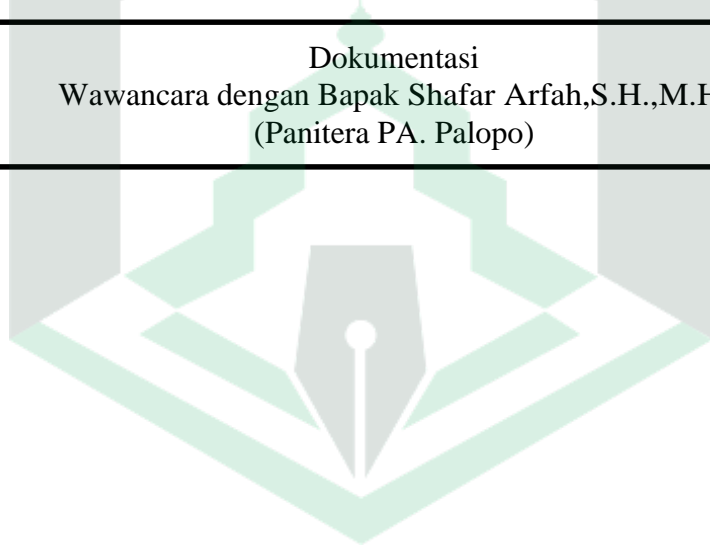 Dokumentasi
Wawancara dengan Bapak Shafar Arfah,S.H.,M.H
(Panitera PA. Palopo)